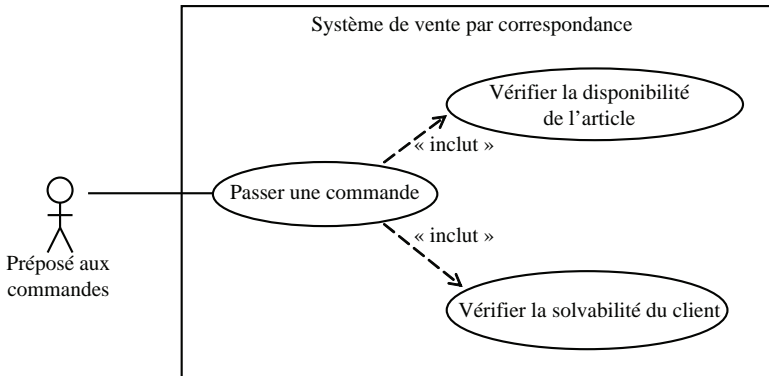 Système de vente par correspondance
Vérifier la disponibilité
de l’article
« inclut »
Passer une commande
« inclut »
Préposé aux
commandes
Vérifier la solvabilité du client